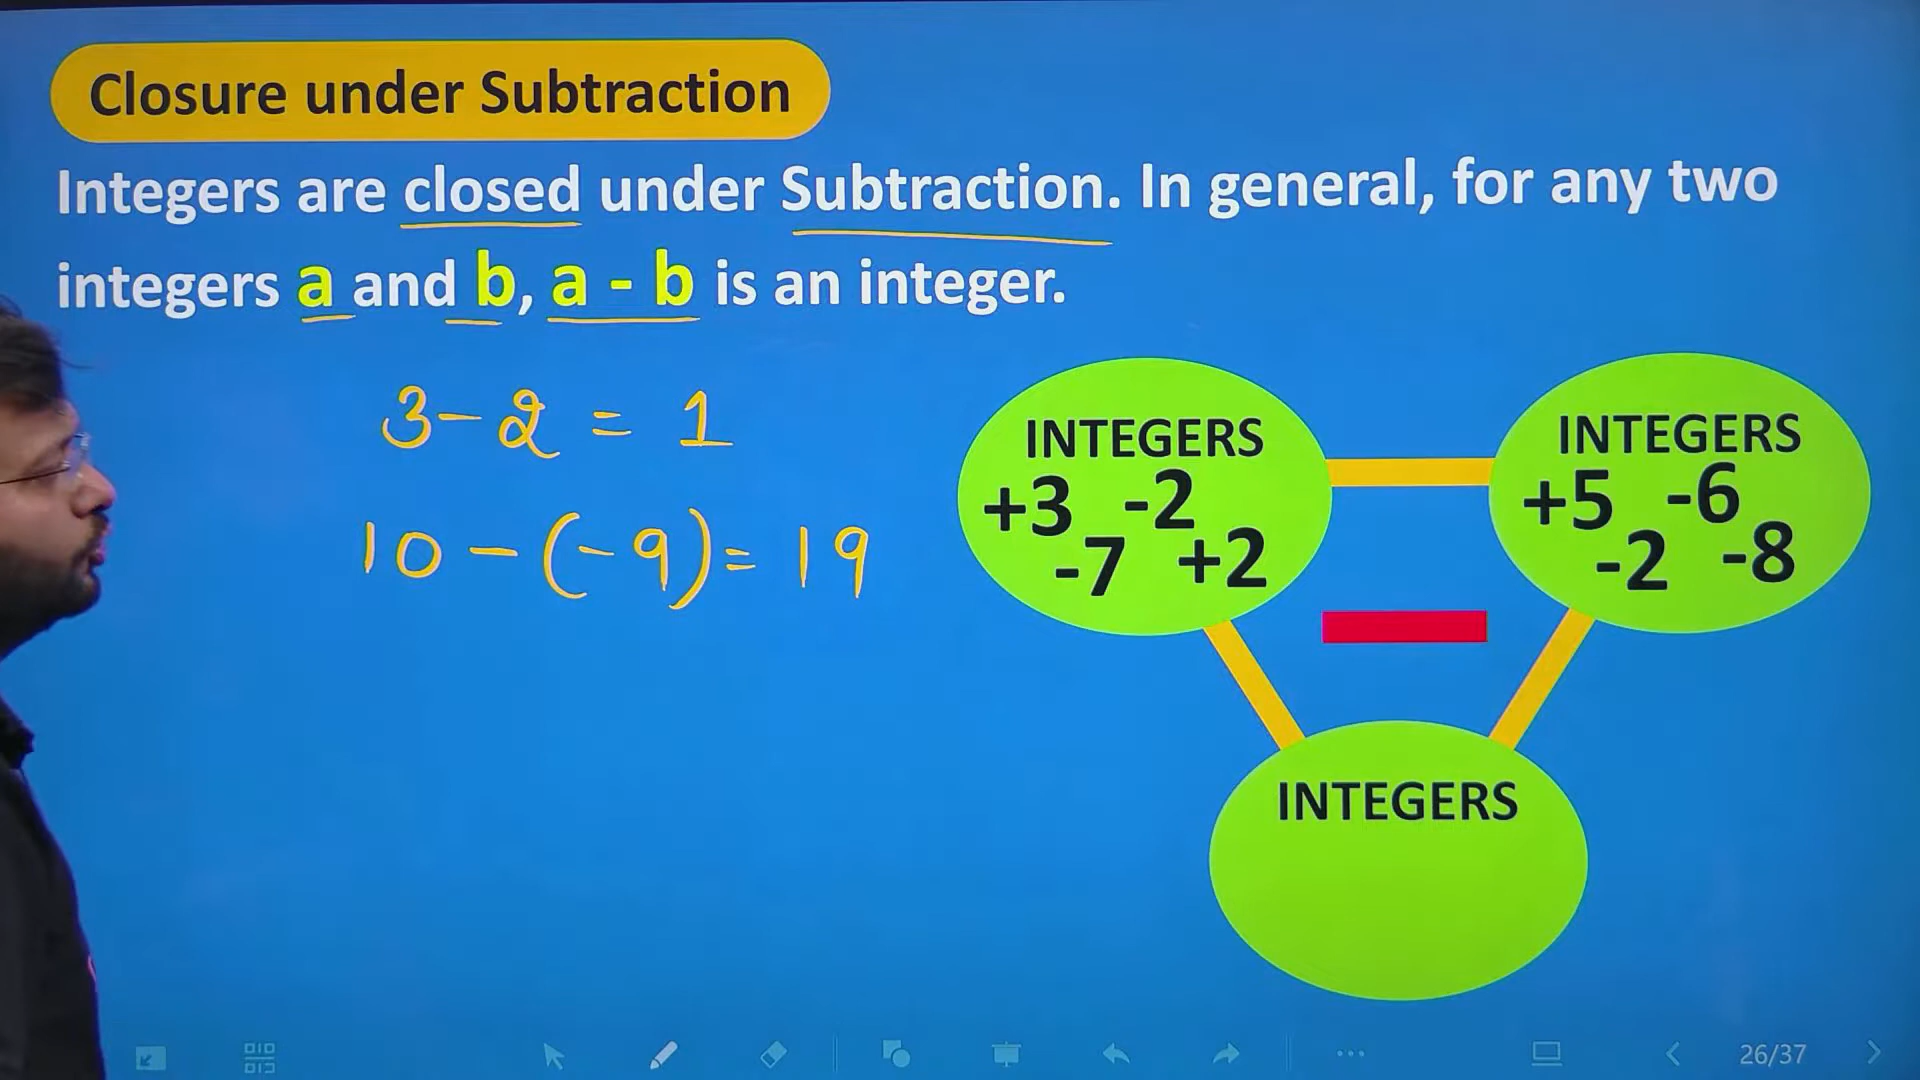 Closure under Subtraction
Integers are closed under Subtraction. In general, for any two
integers a and b, a - b is an integer.
3 - 2 = 1
10 - (-9) = 19
INTEGERS
+3 -2
-7 +2
INTEGERS
+5 -6
-2 -8
INTEGERS
26/37